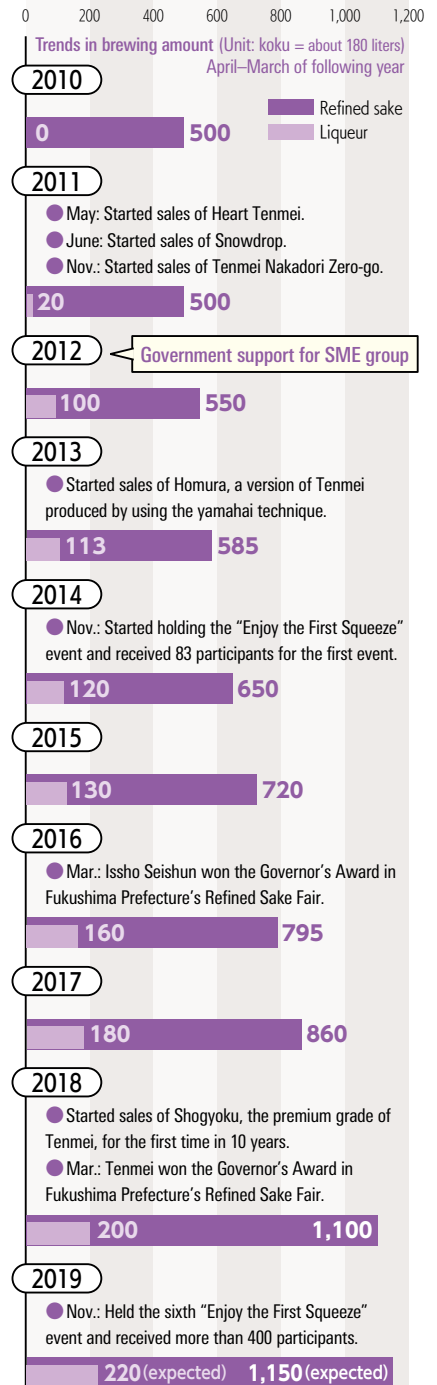 0 200 400 600 800 1,000 1,200
Trends in brewing amount (Unit: koku = about 180 liters)
April–March of following year
2010
Refined sake
Liqueur
0 500
2011
●May: Started sales of Heart Tenmei.
●June: Started sales of Snowdrop.
●Nov.: Started sales of Tenmei Nakadori Zero-go.
20 500
2012 Government support for SME group
100 550
2013
●Started sales of Homura, a version of Tenmei
produced by using the yamahai technique.
113 585
2014
●Nov.: Started holding the “Enjoy the First Squeeze”
event and received 83 participants for the first event.
120 650
2015
130 720
2016
●Mar.: Issho Seishun won the Governor’s Award in
Fukushima Prefecture’s Refined Sake Fair.
160 795
2017
180 860
2018
●Started sales of Shogyoku, the premium grade of
Tenmei, for the first time in 10 years.
●Mar.: Tenmei won the Governor’s Award in
Fukushima Prefecture’s Refined Sake Fair.
200 1,100
2019
●Nov.: Held the sixth “Enjoy the First Squeeze”
event and received more than 400 participants.
220 (expected) 1,150 (expected)